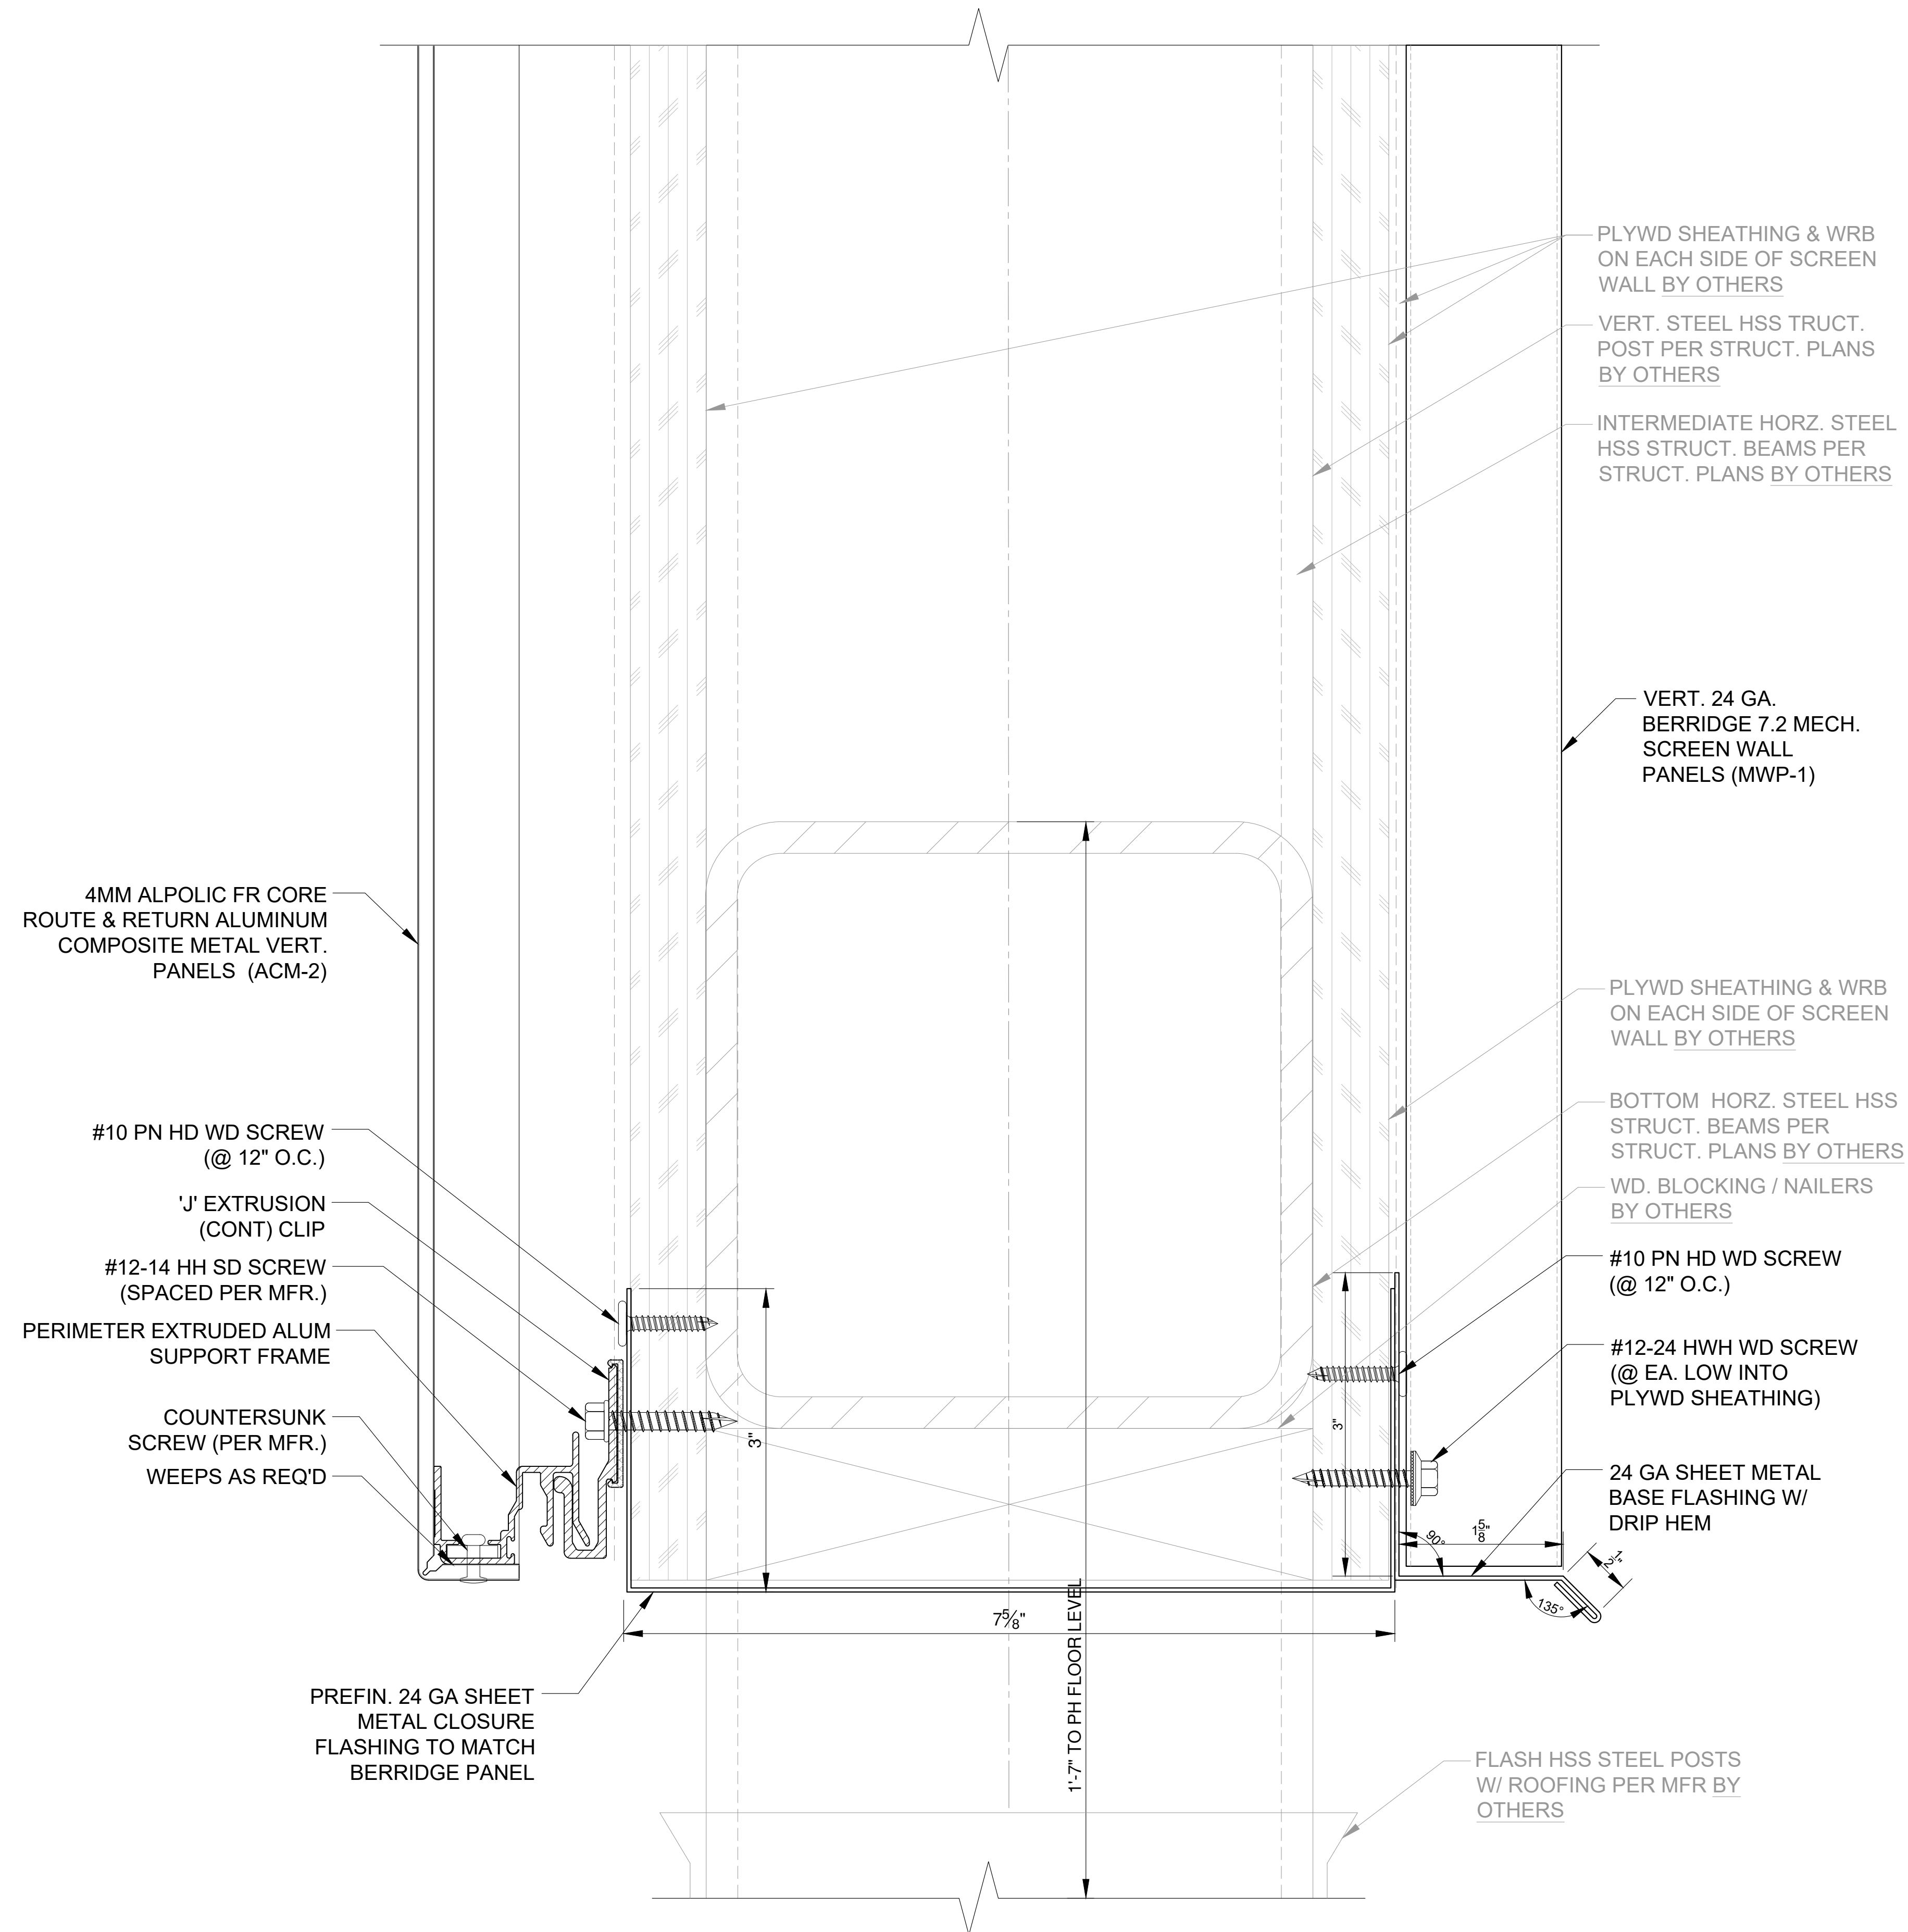 PLYWD SHEATHING & WRB
ON EACH SIDE OF SCREEN
WALL BY OTHERS
VERT. STEEL HSS TRUCT.
POST PER STRUCT. PLANS
BY OTHERS
INTERMEDIATE HORZ. STEEL
HSS STRUCT. BEAMS PER
STRUCT. PLANS BY OTHERS
VERT. 24 GA.
BERRIDGE 7.2 MECH.
SCREEN WALL
PANELS (MWP-1)
4MM ALPOLIC FR CORE
ROUTE & RETURN ALUMINUM
COMPOSITE METAL VERT.
PANELS (ACM-2)
PLYWD SHEATHING & WRB
ON EACH SIDE OF SCREEN
WALL BY OTHERS
BOTTOM HORZ. STEEL HSS
STRUCT. BEAMS PER
STRUCT. PLANS BY OTHERS
WD. BLOCKING / NAILERS
BY OTHERS
#10 PN HD WD SCREW
(@ 12" O.C.)
'J' EXTRUSION
(CONT) CLIP
#12-14 HH SD SCREW
(SPACED PER MFR.)
PERIMETER EXTRUDED ALUM
SUPPORT FRAME
COUNTERSUNK
SCREW (PER MFR.)
WEEPS AS REQ'D
#10 PN HD WD SCREW
(@ 12" O.C.)
#12-24 HWH WD SCREW
(@ EA. LOW INTO
PLYWD SHEATHING)
24 GA SHEET METAL
BASE FLASHING W/
DRIP HEM
3"
3"
90°
1 5/8"
1/2"
135°
7 5/8"
1'-7" TO PH FLOOR LEVEL
PREFIN. 24 GA SHEET
METAL CLOSURE
FLASHING TO MATCH
BERRIDGE PANEL
FLASH HSS STEEL POSTS
W/ ROOFING PER MFR BY
OTHERS